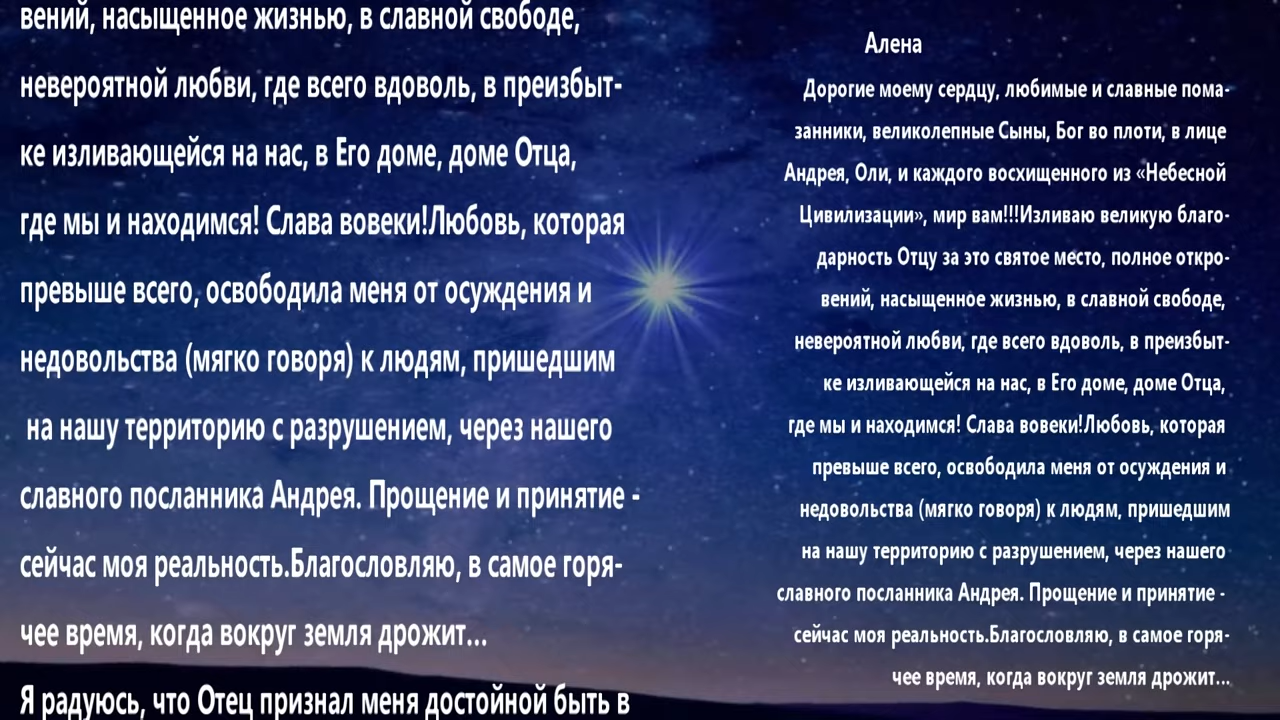 вений, насыщенное жизнью, в славной свободе,
невероятной любви, где всего вдоволь, в преизбыт-
ке изливающейся на нас, в Его доме, доме Отца,
где мы и находимся! Слава вовеки!Любовь, которая
превыше всего, освободила меня от осуждения и
недовольства (мягко говоря) к людям, пришедшим
на нашу территорию с разрушением, через нашего
славного посланника Андрея. Прощение и принятие -
сейчас моя реальность.Благословляю, в самое горя-
чее время, когда вокруг земля дрожит...
Я радуюсь, что Отец признал меня достойной быть в
Алена
Дорогие моему сердцу, любимые и славные пома-
занники, великолепные Сыны, Бог во плоти, в лице
Андрея, Оли, и каждого восхищенного из «Небесной
Цивилизации», мир вам!!!Изливаю великую благо-
дарность Отцу за это святое место, полное откро-
вений, насыщенное жизнью, в славной свободе,
невероятной любви, где всего вдоволь, в преизбыт-
ке изливающейся на нас, в Его доме, доме Отца,
где мы и находимся! Слава вовеки!Любовь, которая
превыше всего, освободила меня от осуждения и
недовольства (мягко говоря) к людям, пришедшим
на нашу территорию с разрушением, через нашего
славного посланника Андрея. Прощение и принятие -
сейчас моя реальность.Благословляю, в самое горя-
чее время, когда вокруг земля дрожит...